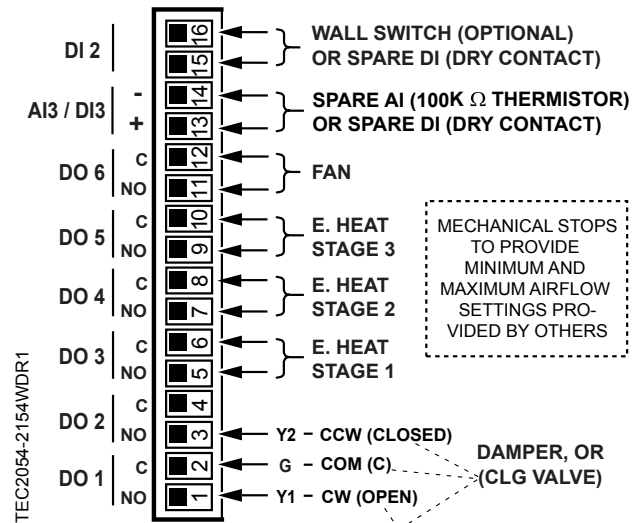 16
WALL SWITCH (OPTIONAL)
DI 2
15
OR SPARE DI (DRY CONTACT)
-
14
SPARE AI (100K Ω THERMISTOR)
AI3 / DI3
+
13
OR SPARE DI (DRY CONTACT)
C
12
DO 6
FAN
NO
11
C
10
E. HEAT
DO 5
NO
9
STAGE 3
C
8
E. HEAT
DO 4
NO
7
STAGE 2
C
6
E. HEAT
DO 3
NO
5
STAGE 1
C
4
DO 2
NO
3
Y2 – CCW (CLOSED)
C
2
G – COM (C)
DO 1
NO
1
Y1 – CW (OPEN)
DAMPER, OR
(CLG VALVE)
MECHANICAL STOPS
TO PROVIDE
MINIMUM AND
MAXIMUM AIRFLOW
SETTINGS PRO-
VIDED BY OTHERS
TEC2054-2154WDR1